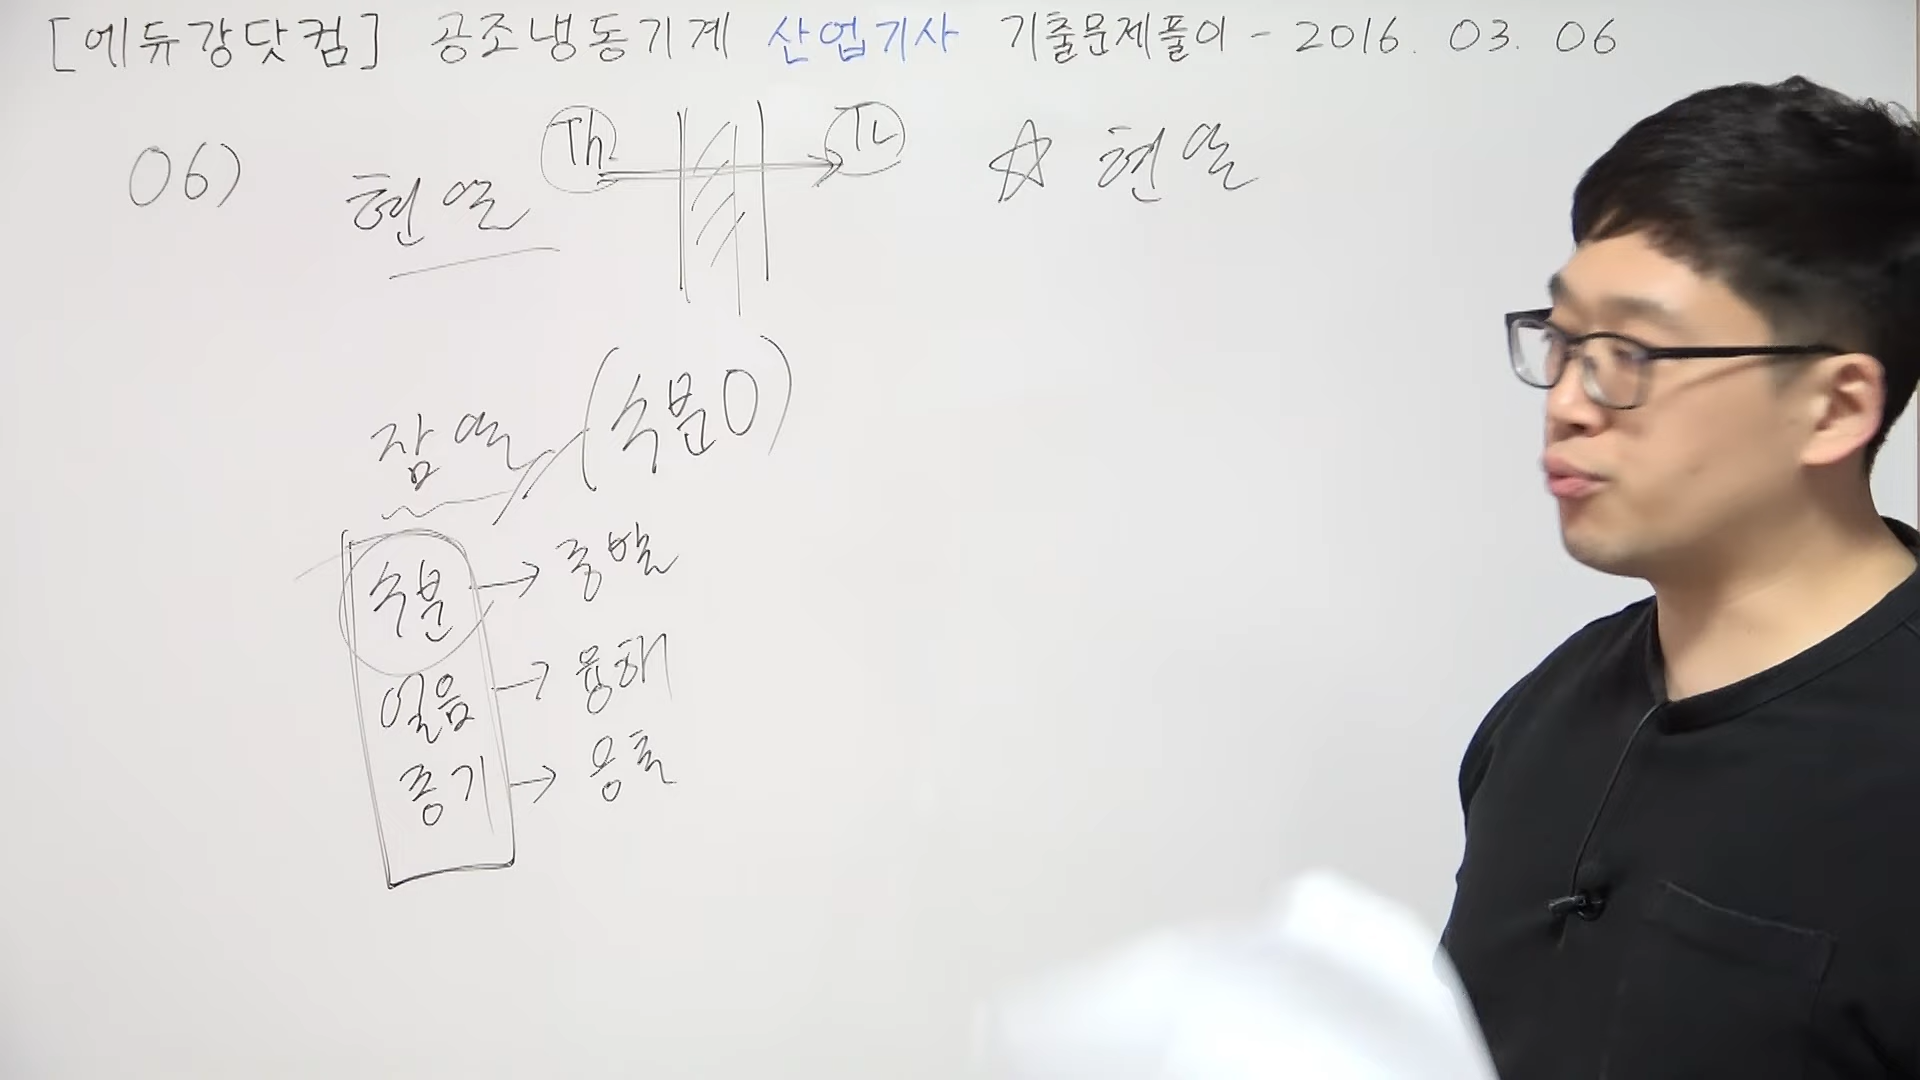 [에듀강닷컴] 공조냉동기계 산업기사 기출문제풀이 - 2016. 03. 06
06) 현열 Th TL ☆ 현열
잠열 (수분0)
수분 → 증발
얼음 → 융해
증기 → 응축